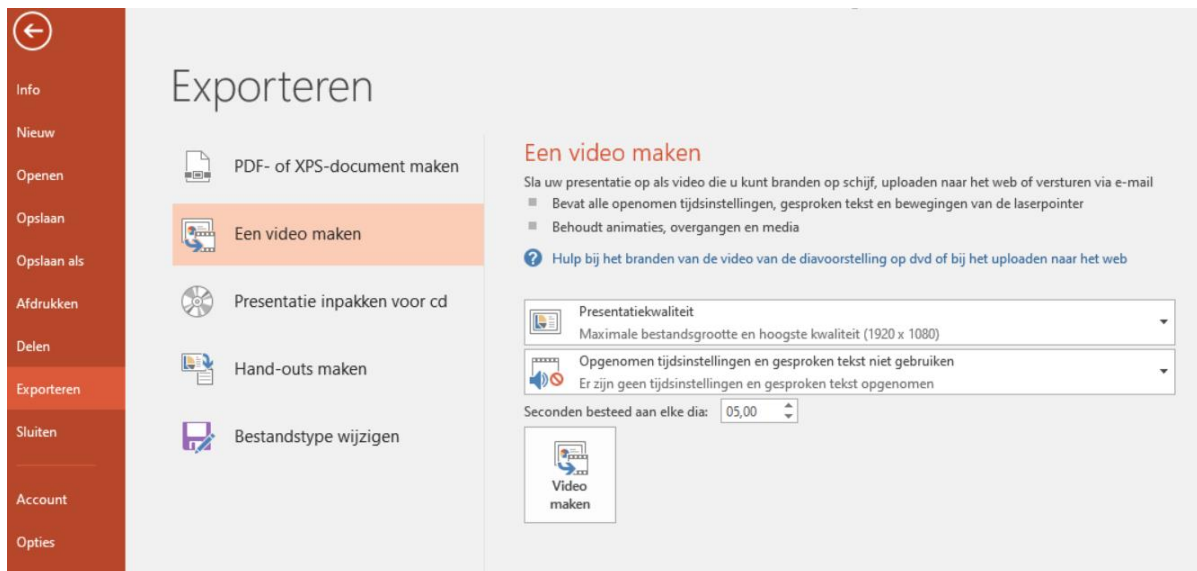 Info
Nieuw
Openen
Opslaan
Opslaan als
Afdrukken
Delen
Exporteren
Sluiten
Account
Opties
Exporteren
PDF- of XPS-document maken
Een video maken
Presentatie inpakken voor cd
Hand-outs maken
Bestandstype wijzigen
Een video maken
Sla uw presentatie op als video die u kunt branden op schijf, uploaden naar het web of versturen via e-mail
Bevat alle openomen tijdsinstellingen, gesproken tekst en bewegingen van de laserpointer
Behoudt animaties, overgangen en media
Hulp bij het branden van de video van de diavoorstelling op dvd of bij het uploaden naar het web
Presentatiekwaliteit
Maximale bestandsgrootte en hoogste kwaliteit (1920 x 1080)
Opgenomen tijdsinstellingen en gesproken tekst niet gebruiken
Er zijn geen tijdsinstellingen en gesproken tekst opgenomen
Seconden besteed aan elke dia: 05,00
Video
maken